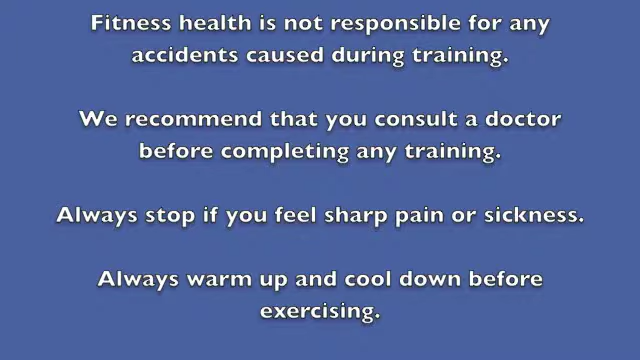 Fitness health is not responsible for any
accidents caused during training.
We recommend that you consult a doctor
before completing any training.
Always stop if you feel sharp pain or sickness.
Always warm up and cool down before
exercising.